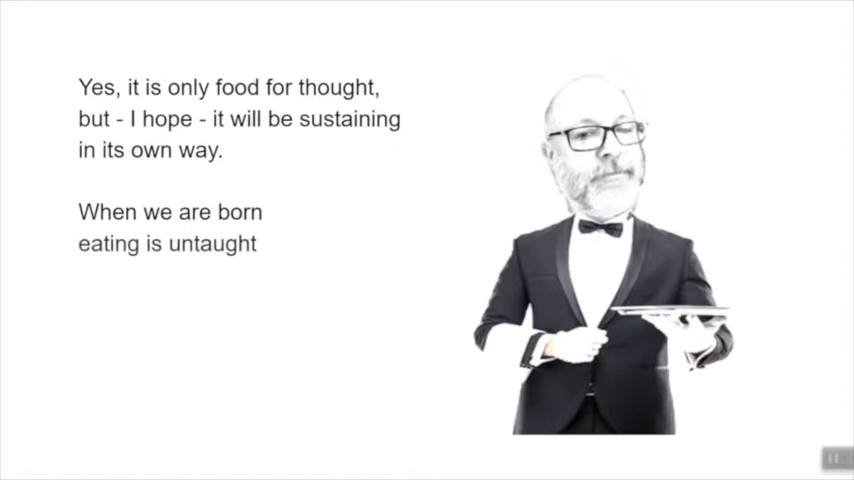 Yes, it is only food for thought,
but - I hope - it will be sustaining
in its own way.
When we are born
eating is untaught